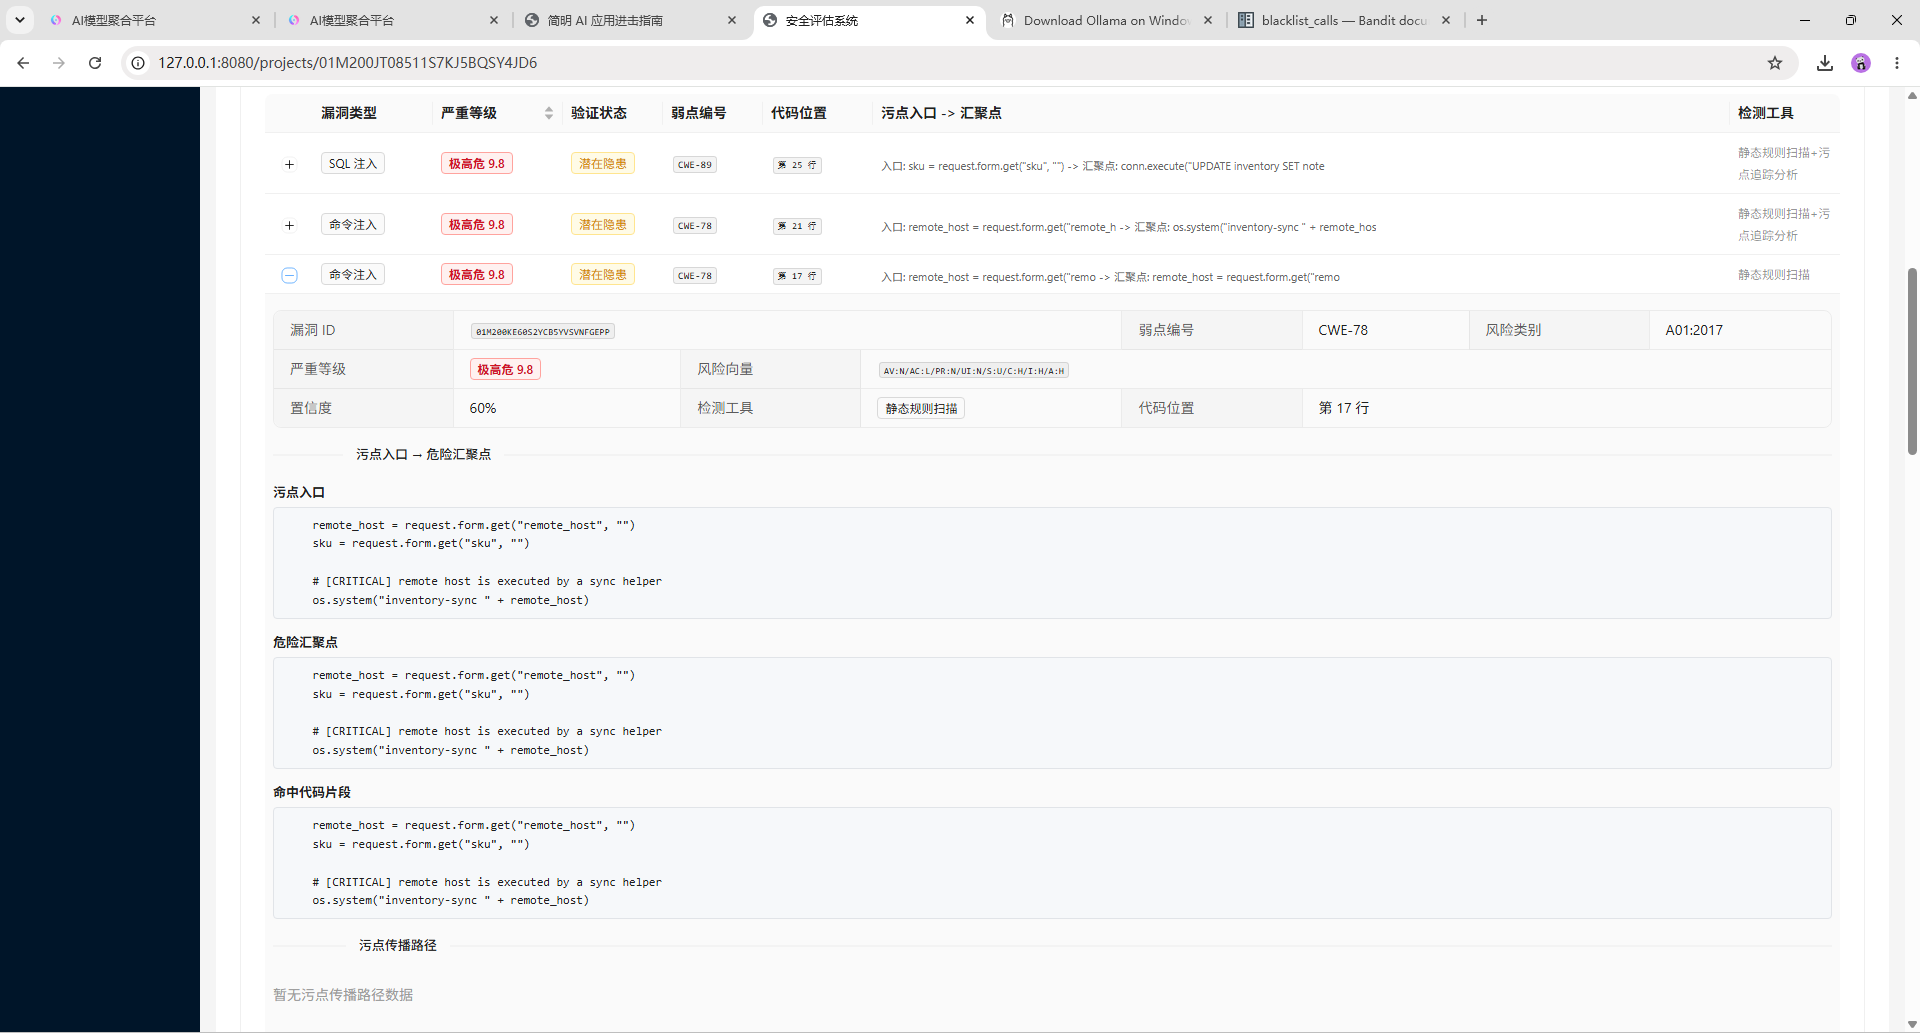 AI模型聚合平台
AI模型聚合平台
简明 AI 应用进击指南
安全评估系统
Download Ollama on Windo
blacklist_calls — Bandit docu
127.0.0.1:8080/projects/01M200JT08511S7KJ5BQSY4JD6
漏洞类型 严重等级 验证状态 弱点编号 代码位置 污点入口 -> 汇聚点 检测工具
SQL 注入 极高危 9.8 潜在隐患 CWE-89 第 25 行 入口: sku = request.form.get("sku", "") -> 汇聚点: conn.execute("UPDATE inventory SET note 静态规则扫描+污
点追踪分析
命令注入 极高危 9.8 潜在隐患 CWE-78 第 21 行 入口: remote_host = request.form.get("remote_h -> 汇聚点: os.system("inventory-sync " + remote_hos 静态规则扫描+污
点追踪分析
命令注入 极高危 9.8 潜在隐患 CWE-78 第 17 行 入口: remote_host = request.form.get("remo -> 汇聚点: remote_host = request.form.get("remo 静态规则扫描
漏洞 ID 01M200KE60S2YCB5YVSVNFGEPP 弱点编号 CWE-78 风险类别 A01:2017
严重等级 极高危 9.8 风险向量 AV:N/AC:L/PR:N/UI:N/S:U/C:H/I:H/A:H
置信度 60% 检测工具 静态规则扫描 代码位置 第 17 行
污点入口 → 危险汇聚点
污点入口
remote_host = request.form.get("remote_host", "")
sku = request.form.get("sku", "")
# [CRITICAL] remote host is executed by a sync helper
os.system("inventory-sync " + remote_host)
危险汇聚点
remote_host = request.form.get("remote_host", "")
sku = request.form.get("sku", "")
# [CRITICAL] remote host is executed by a sync helper
os.system("inventory-sync " + remote_host)
命中代码片段
remote_host = request.form.get("remote_host", "")
sku = request.form.get("sku", "")
# [CRITICAL] remote host is executed by a sync helper
os.system("inventory-sync " + remote_host)
污点传播路径
暂无污点传播路径数据